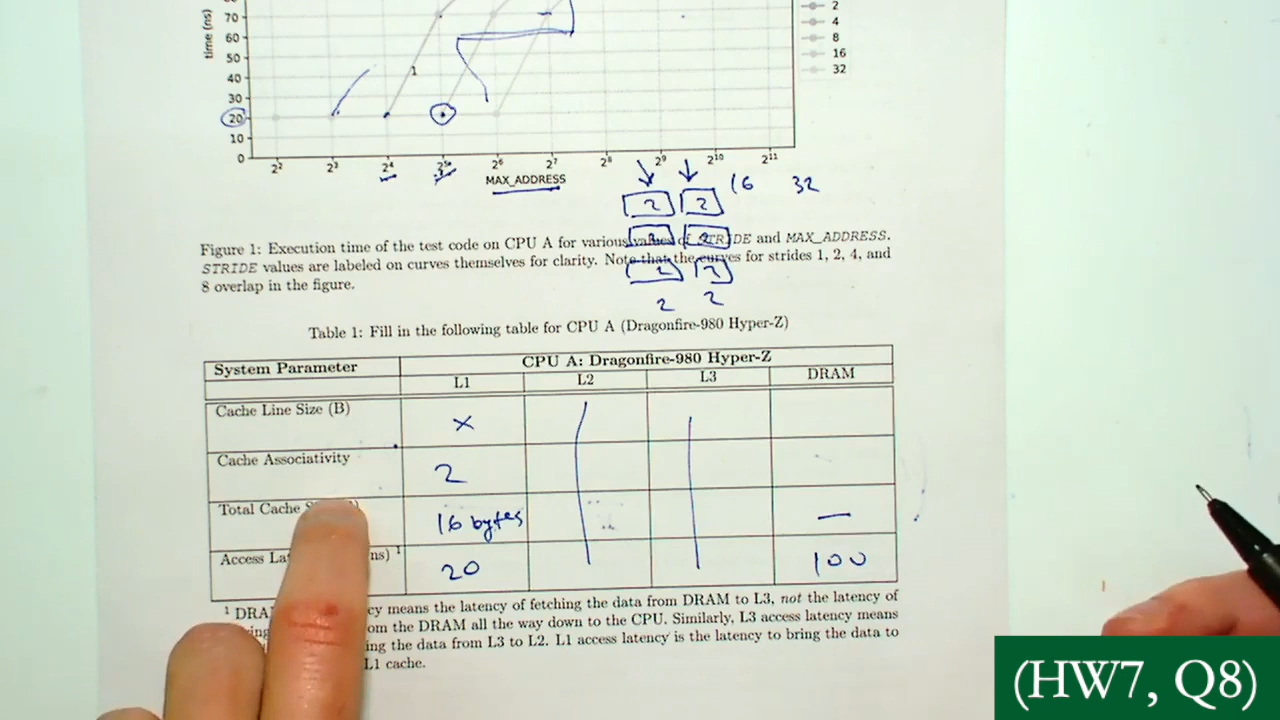 time (ns)
70
60
50
40
30
20
10
0
1
2
4
8
16
32
2² 2³ 2⁴ 2⁵ 2⁶ 2⁷ 2⁸ 2⁹ 2¹⁰ 2¹¹
MAX_ADDRESS
2 2 16 32
2 2
2 2
2 2
Figure 1: Execution time of the test code on CPU A for various values of STRIDE and MAX_ADDRESS.
STRIDE values are labeled on curves themselves for clarity. Note that the curves for strides 1, 2, 4, and
8 overlap in the figure.
Table 1: Fill in the following table for CPU A (Dragonfire-980 Hyper-Z)
System Parameter CPU A: Dragonfire-980 Hyper-Z
L1 L2 L3 DRAM
Cache Line Size (B) ×
Cache Associativity 2
Total Cache 16 bytes —
Access ns) ¹ 20 100
¹ DRA cy means the latency of fetching the data from DRAM to L3, not the latency of
ing om the DRAM all the way down to the CPU. Similarly, L3 access latency means
ing the data from L3 to L2. L1 access latency is the latency to bring the data to
L1 cache.
(HW7, Q8)